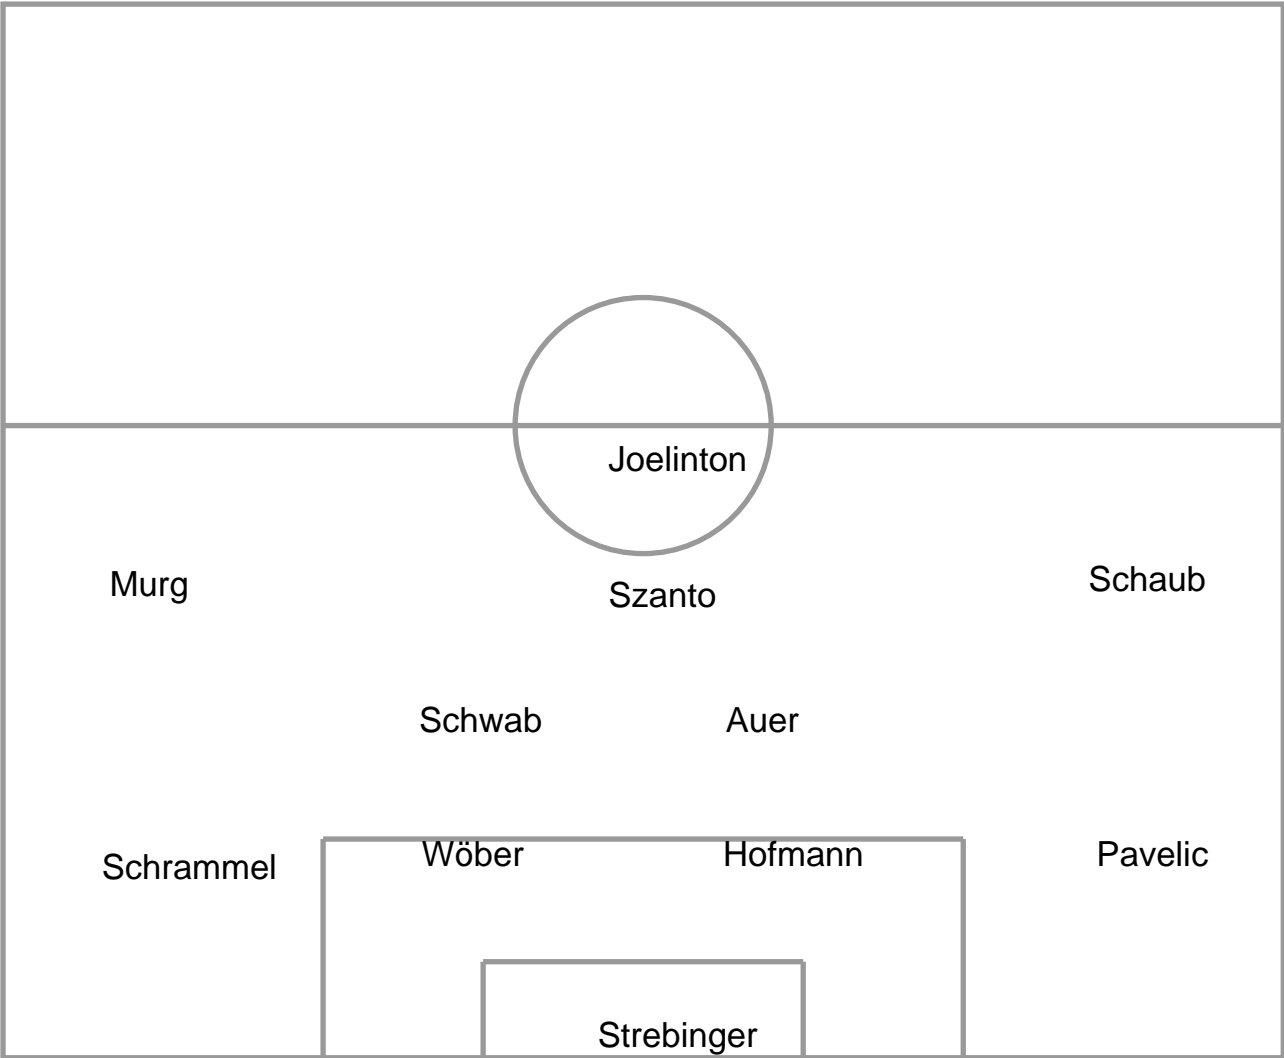 Joelinton
Murg
Szanto
Schaub
Schwab
Auer
Schrammel
Wöber
Hofmann
Pavelic
Strebinger